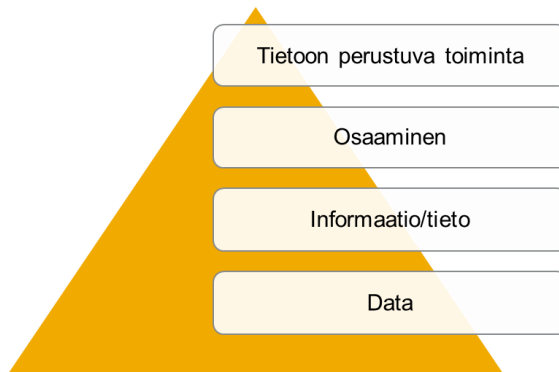 Tietoon perustuva toiminta
Osaaminen
Informaatio/tieto
Data